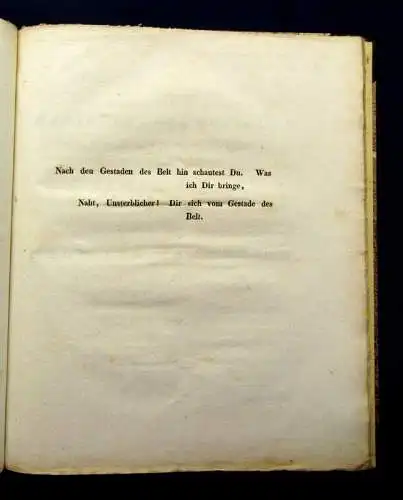 Nach den Gestaden des Belt hin schautest Du. Was
ich Dir bringe,
Naht, Unsterblicher! Dir sich vom Gestade des
Belt.